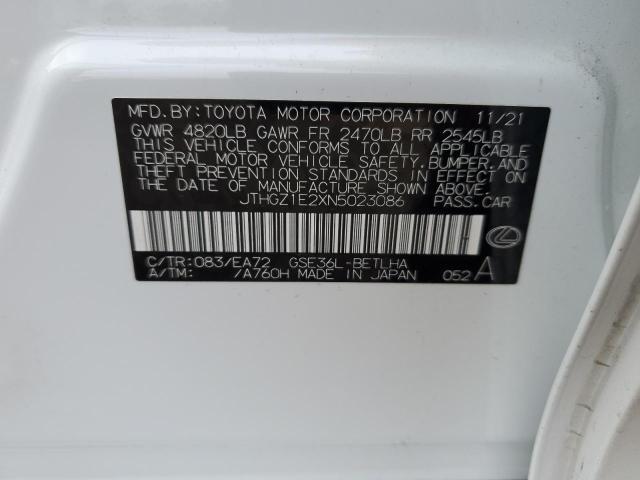 MFD.BY:TOYOTA MOTOR CORPORATION 11/21
GVWR 4820LB GAWR FR 2470LB RR 2545LB
THIS VEHICLE CONFORMS TO ALL APPLICABLE
FEDERAL MOTOR VEHICLE SAFETY,BUMPER,AND
THEFT PREVENTION STANDARDS IN EFFECT ON
THE DATE OF MANUFACTURE SHOWN ABOVE.
JTHGZ1E2XN5023086 PASS.CAR
C/TR:083/EA72 GSE36L-BETLHA
A/TM: /A760H MADE IN JAPAN 052 A